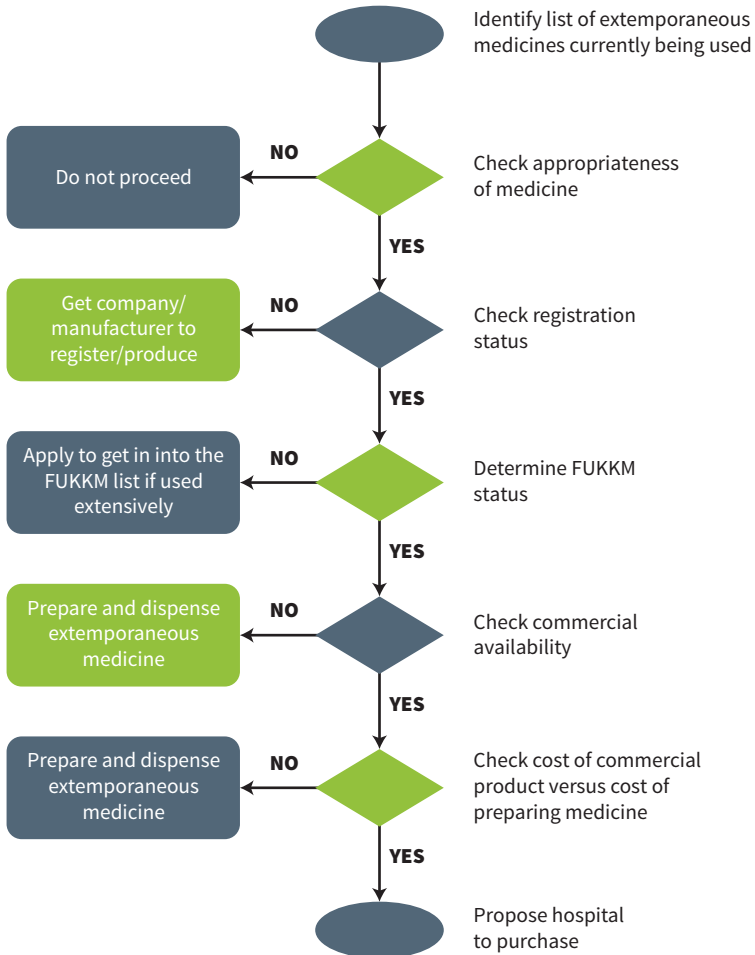 Identify list of extemporaneous
medicines currently being used
NO
Do not proceed
Check appropriateness
of medicine
YES
Get company/
manufacturer to
register/produce
NO
Check registration
status
YES
Apply to get in into the
FUKKM list if used
extensively
NO
Determine FUKKM
status
YES
Prepare and dispense
extemporaneous
medicine
NO
Check commercial
availability
YES
Prepare and dispense
extemporaneous
medicine
NO
Check cost of commercial
product versus cost of
preparing medicine
YES
Propose hospital
to purchase